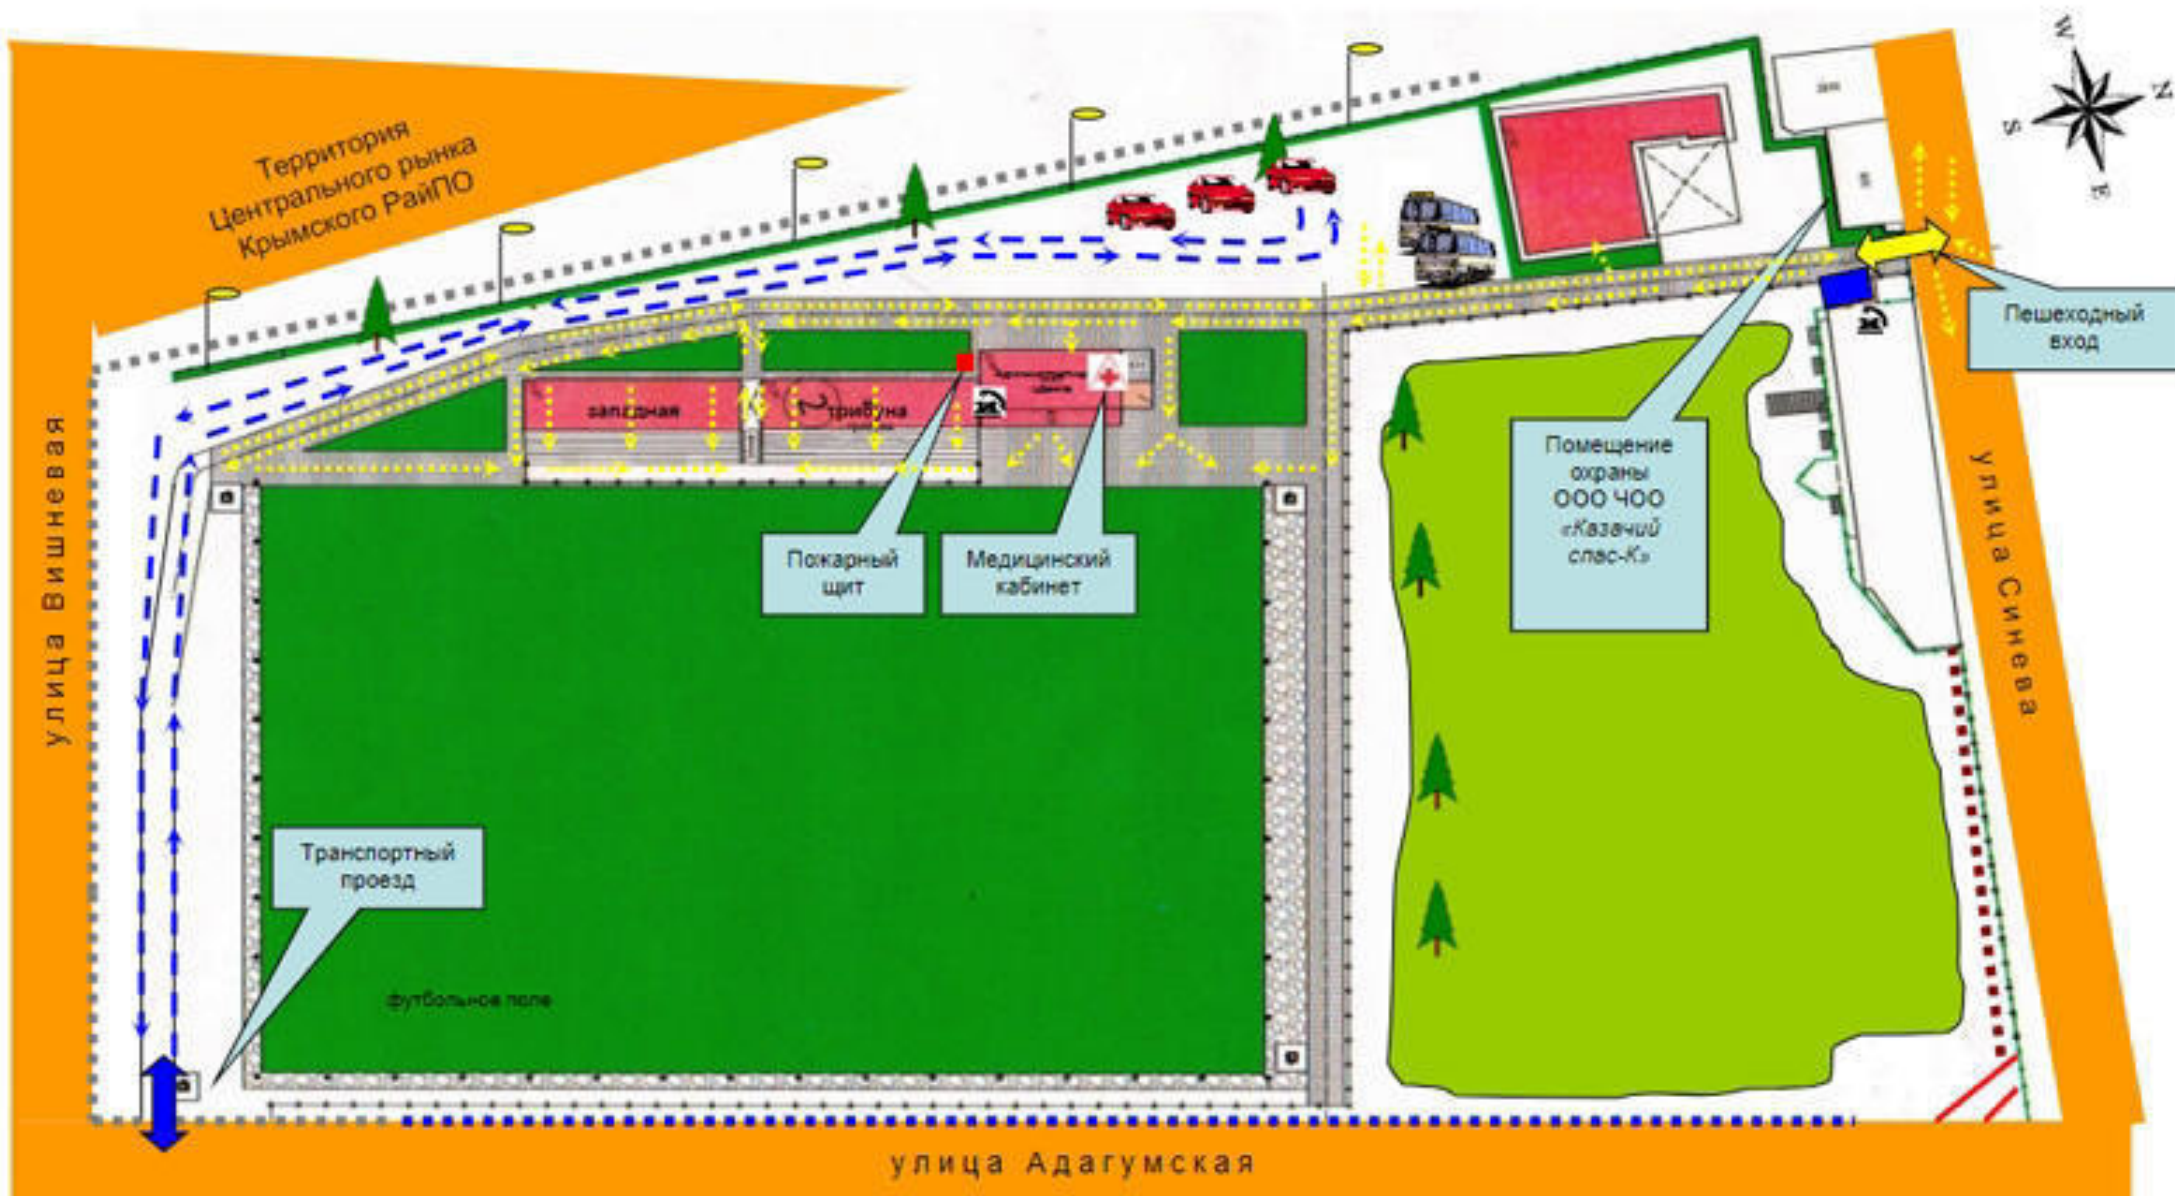 Территория
Центрального рынка
Крымского РайПО
W
N
S
E
Пешеходный
вход
западная
трибуна
Помещение
охраны
ООО ЧОО
«Казачий
спас-К»
Пожарный
щит
Медицинский
кабинет
улица Вишневая
улица Синева
Транспортный
проезд
футбольное поле
улица Адагумская